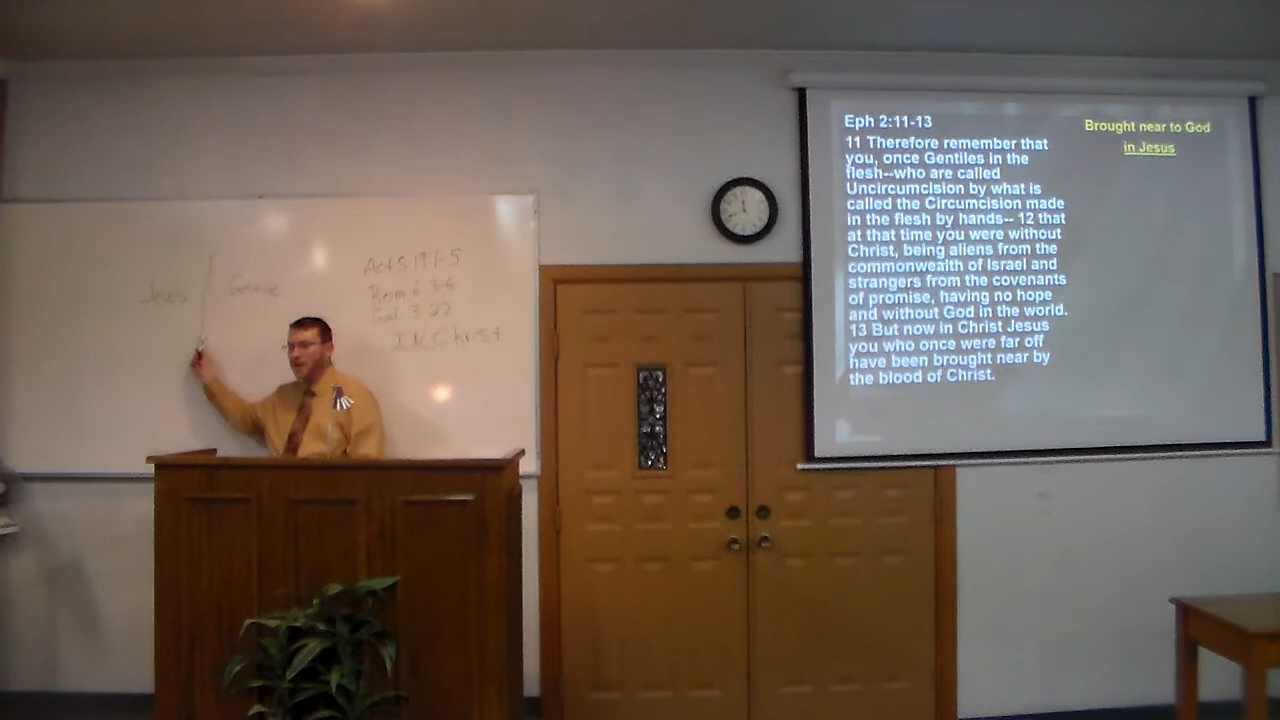 Jesus
Acts 19 1-5
Rom 6 3-6
Gal 3 27
In Christ
Eph 2:11-13
11 Therefore remember that
you, once Gentiles in the
flesh--who are called
Uncircumcision by what is
called the Circumcision made
in the flesh by hands-- 12 that
at that time you were without
Christ, being aliens from the
commonwealth of Israel and
strangers from the covenants
of promise, having no hope
and without God in the world.
13 But now in Christ Jesus
you who once were far off
have been brought near by
the blood of Christ.
Brought near to God
in Jesus